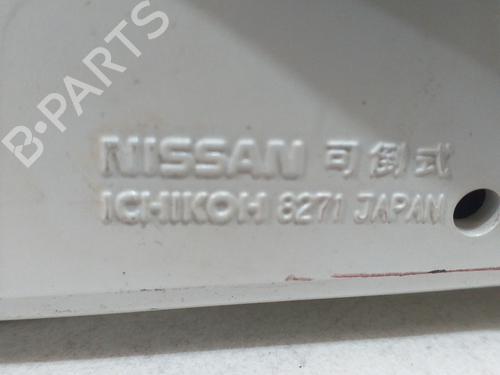 B-PARTS
NISSAN 可倒式
ICHIKOH 8271 JAPAN